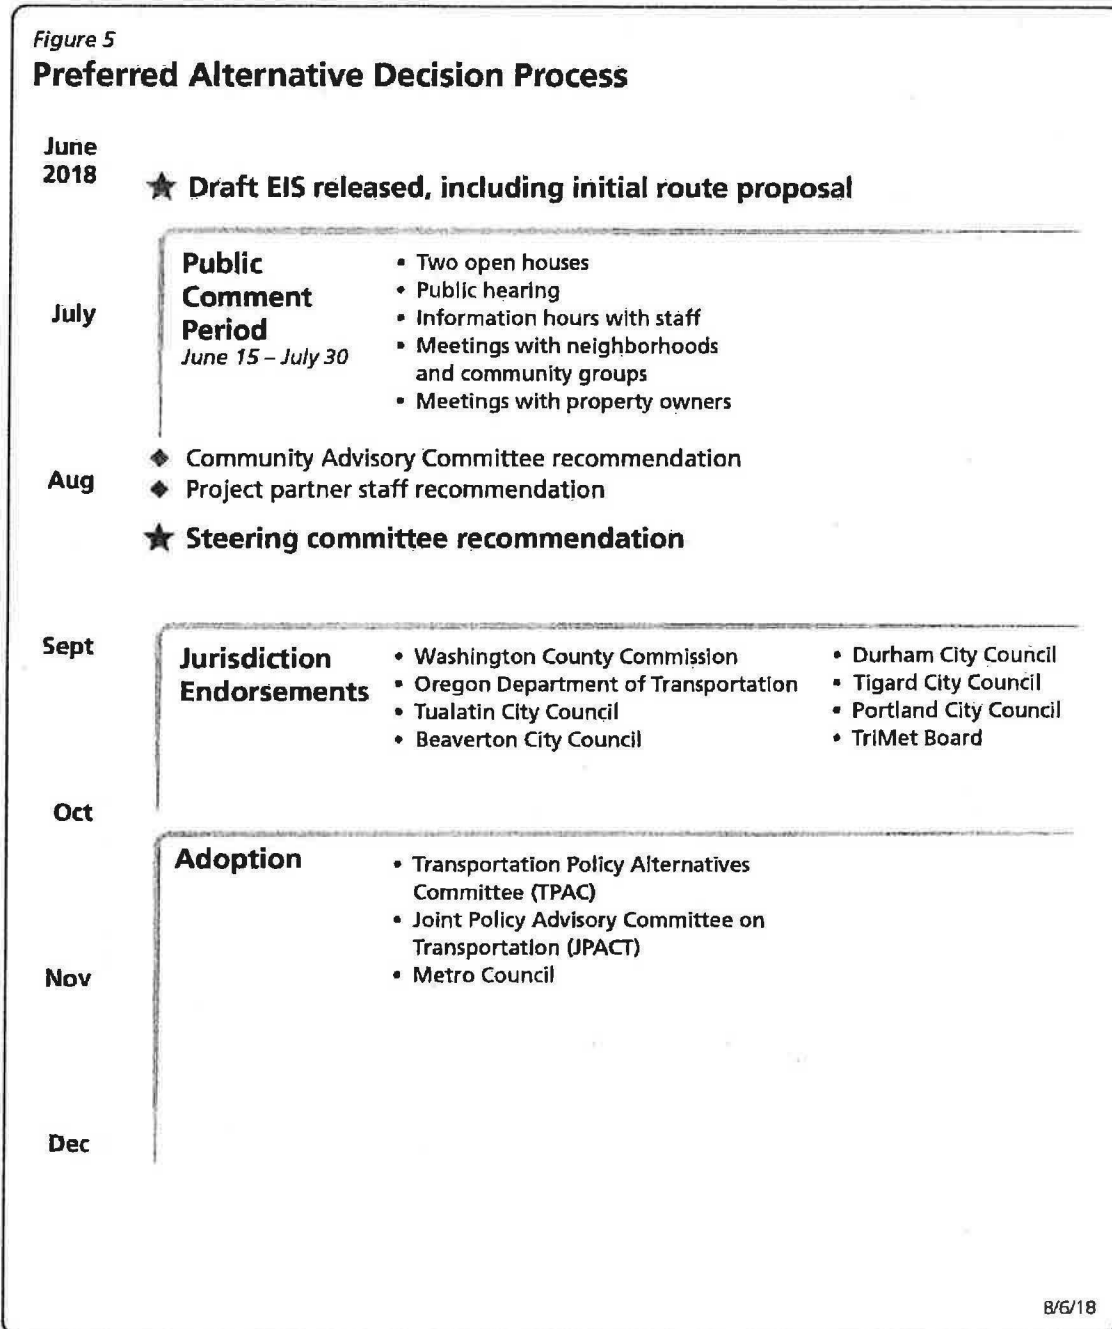 Figure 5
Preferred Alternative Decision Process
June
2018
Draft EIS released, including initial route proposal
July
Public
Comment
Period
June 15 – July 30
• Two open houses
• Public hearing
• Information hours with staff
• Meetings with neighborhoods
and community groups
• Meetings with property owners
Aug
Community Advisory Committee recommendation
Project partner staff recommendation
Steering committee recommendation
Sept
Jurisdiction
Endorsements
• Washington County Commission
• Oregon Department of Transportation
• Tualatin City Council
• Beaverton City Council
• Durham City Council
• Tigard City Council
• Portland City Council
• TriMet Board
Oct
Adoption
• Transportation Policy Alternatives
Committee (TPAC)
• Joint Policy Advisory Committee on
Transportation (JPACT)
• Metro Council
Nov
Dec
8/6/18